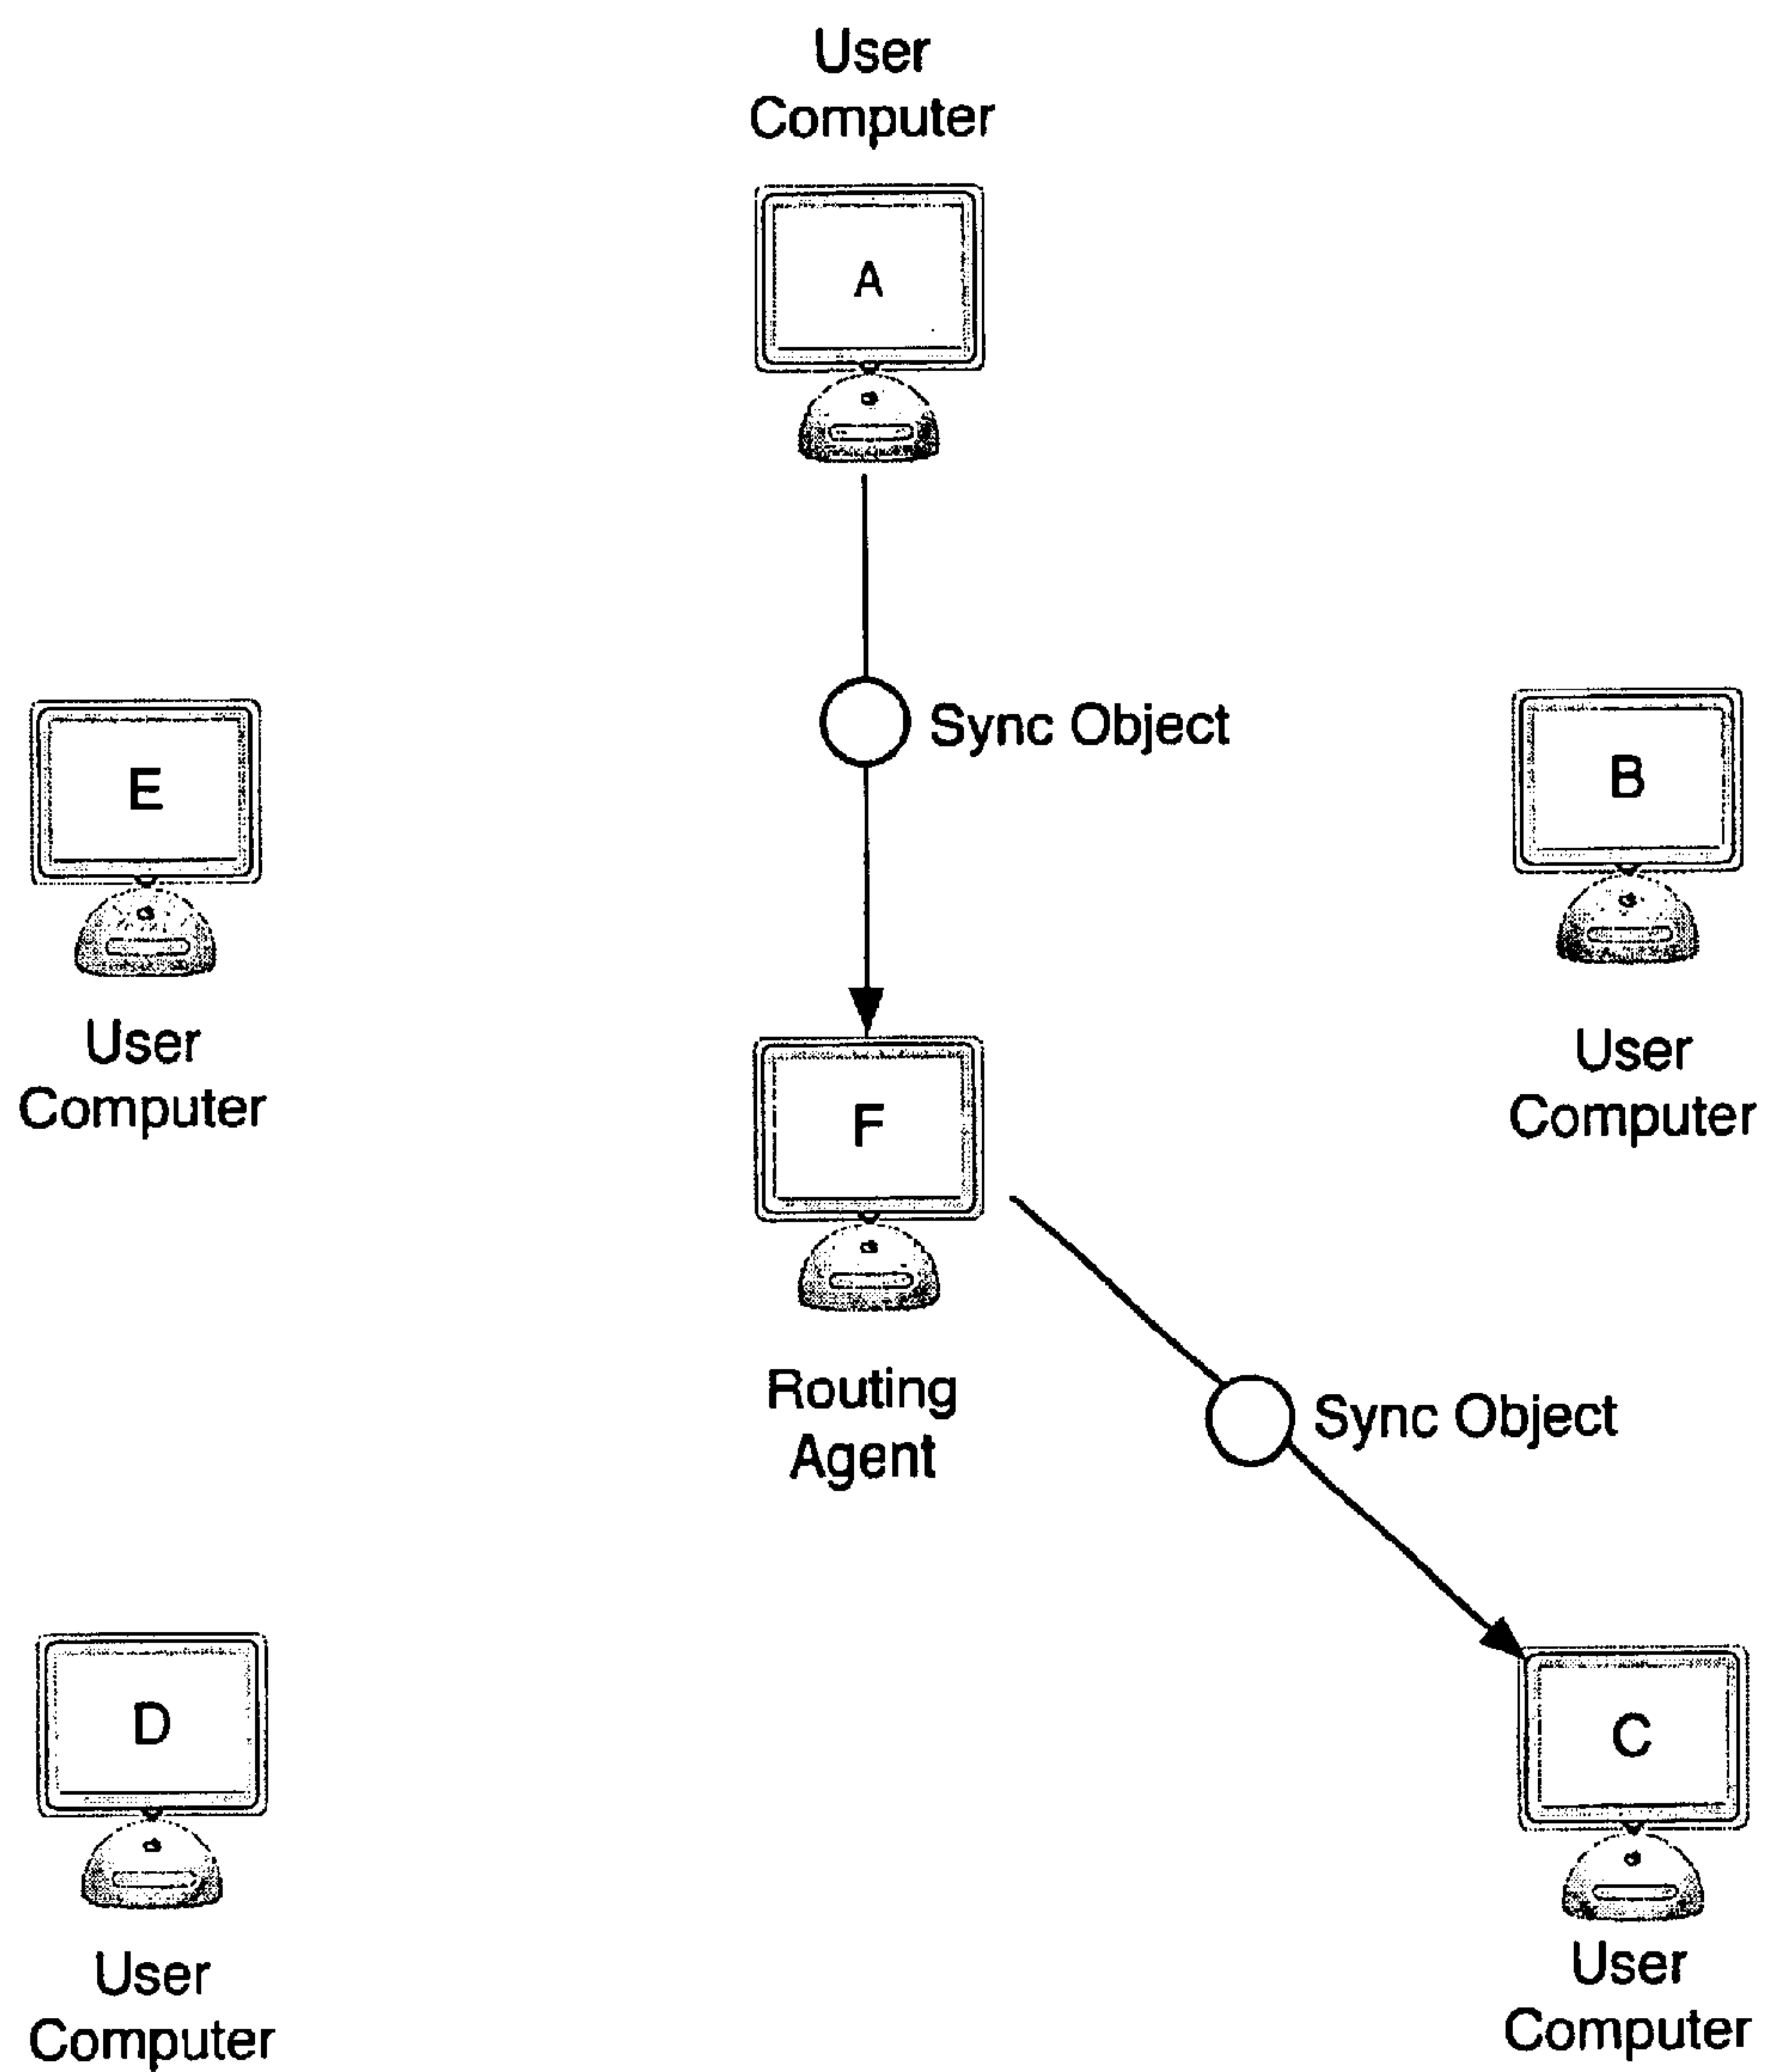 User
Computer
A
Sync Object
E
User
Computer
B
User
Computer
F
Routing
Agent
Sync Object
D
User
Computer
C
User
Computer